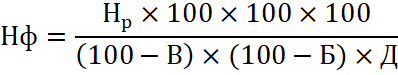 Нф = (Нр × 100 × 100 × 100) / ((100 − В) × (100 − Б) × Д)